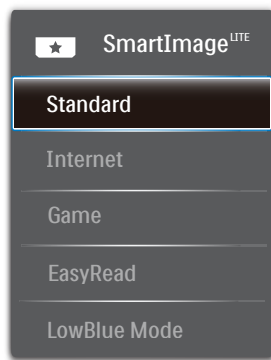 SmartImage LITE
Standard
Internet
Game
EasyRead
LowBlue Mode